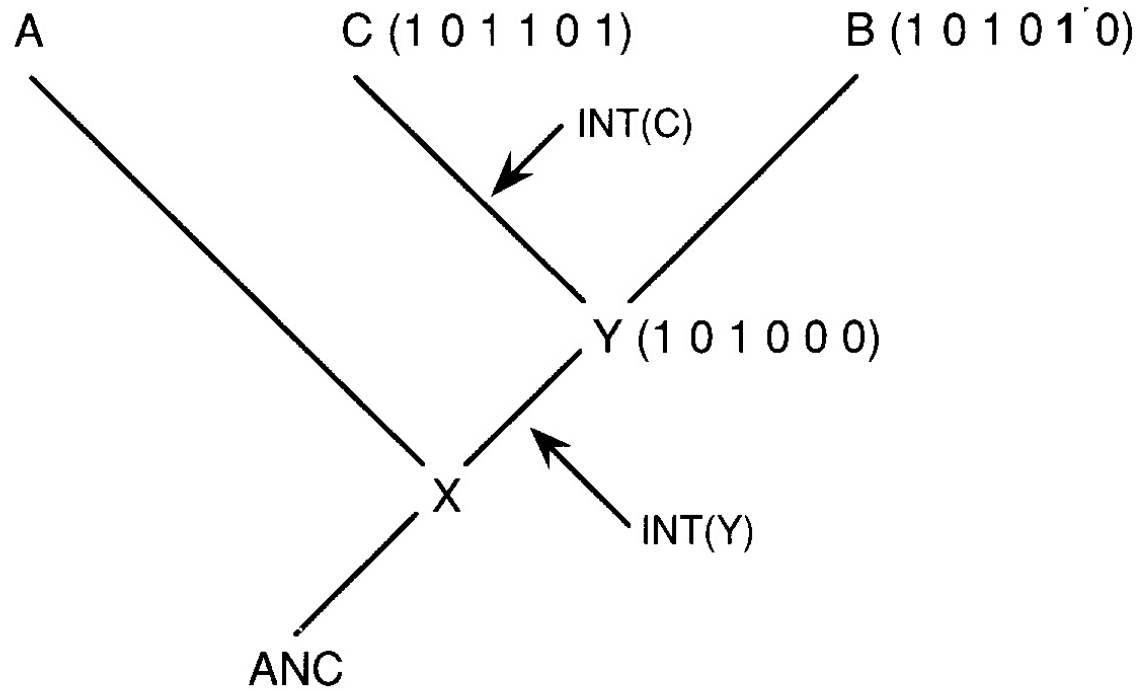 A
C (1 0 1 1 0 1)
B (1 0 1 0 1 0)
INT(C)
Y (1 0 1 0 0 0)
X
INT(Y)
ANC